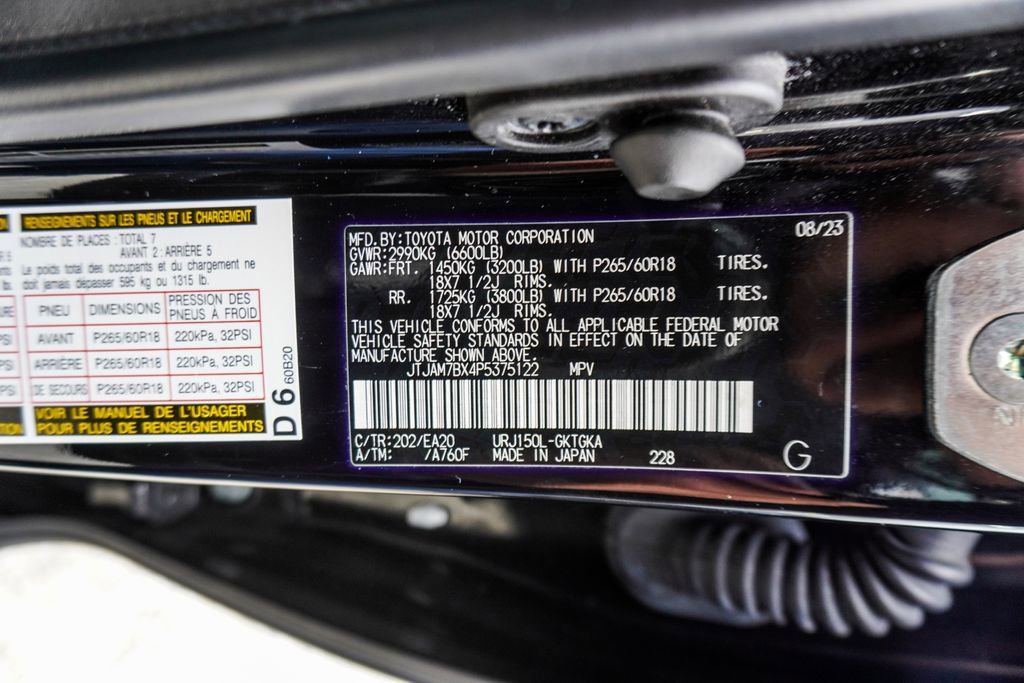 RENSEIGNEMENTS SUR LES PNEUS ET LE CHARGEMENT
NOMBRE DE PLACES : TOTAL 7
AVANT 2 : ARRIÈRE 5
Le poids total des occupants et du chargement ne
doit jamais dépasser 595 kg ou 1315 lb.
PNEU DIMENSIONS PRESSION DES PNEUS A FROID
AVANT P265/60R18 220kPa, 32PSI
ARRIÈRE P265/60R18 220kPa, 32PSI
DE SECOURS P265/60R18 220kPa, 32PSI
VOIR LE MANUEL DE L'USAGER
POUR PLUS DE RENSEIGNEMENTS
D 6
60B20
MFD.BY:TOYOTA MOTOR CORPORATION 08/23
GVWR:2990KG (6600LB)
GAWR:FRT. 1450KG (3200LB) WITH P265/60R18 TIRES.
18X7 1/2J RIMS.
RR. 1725KG (3800LB) WITH P265/60R18 TIRES.
18X7 1/2J RIMS.
THIS VEHICLE CONFORMS TO ALL APPLICABLE FEDERAL MOTOR
VEHICLE SAFETY STANDARDS IN EFFECT ON THE DATE OF
MANUFACTURE SHOWN ABOVE.
JTJAM7BX4P5375122 MPV
C/TR:202/EA20 URJ150L-GKTGKA
A/TM: /A760F MADE IN JAPAN 228
G